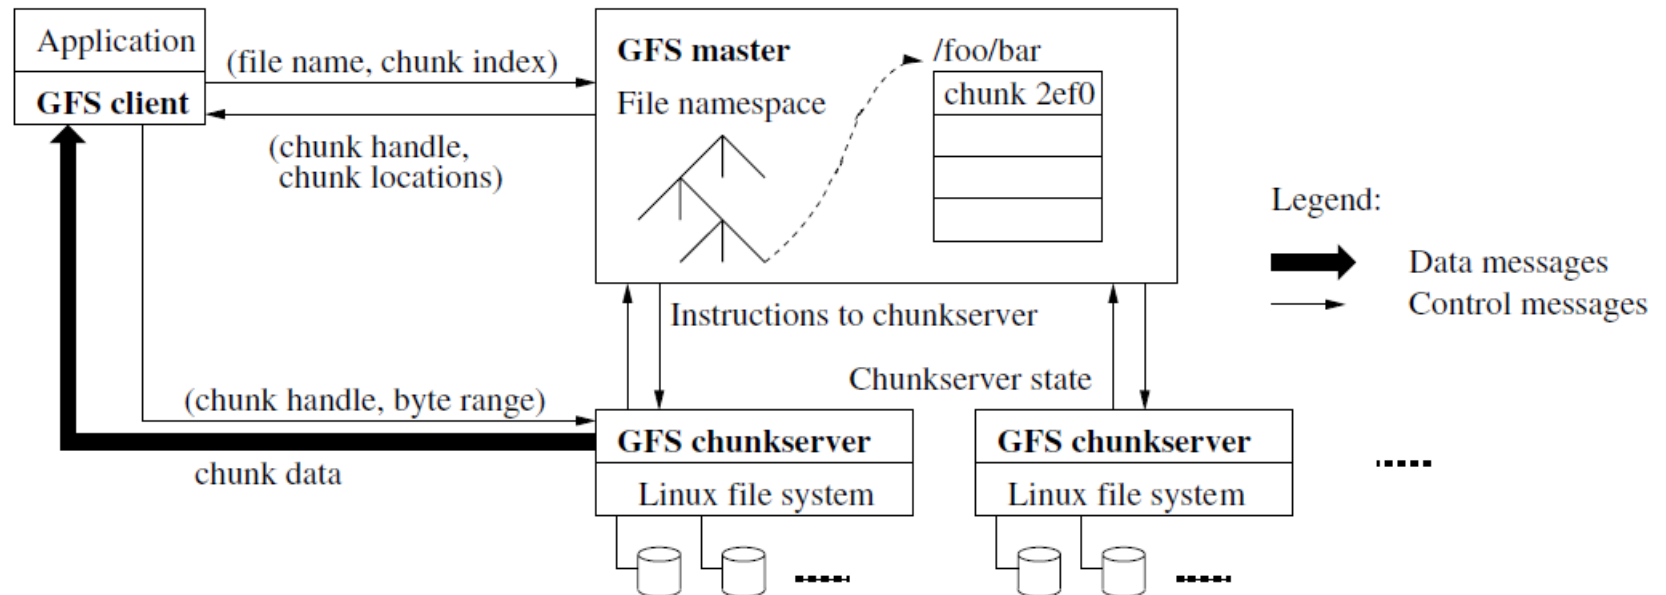 Application
GFS client
(file name, chunk index)
(chunk handle,
chunk locations)
GFS master
File namespace
/foo/bar
chunk 2ef0
Legend:
Data messages
Control messages
Instructions to chunkserver
Chunkserver state
(chunk handle, byte range)
chunk data
GFS chunkserver
Linux file system
GFS chunkserver
Linux file system